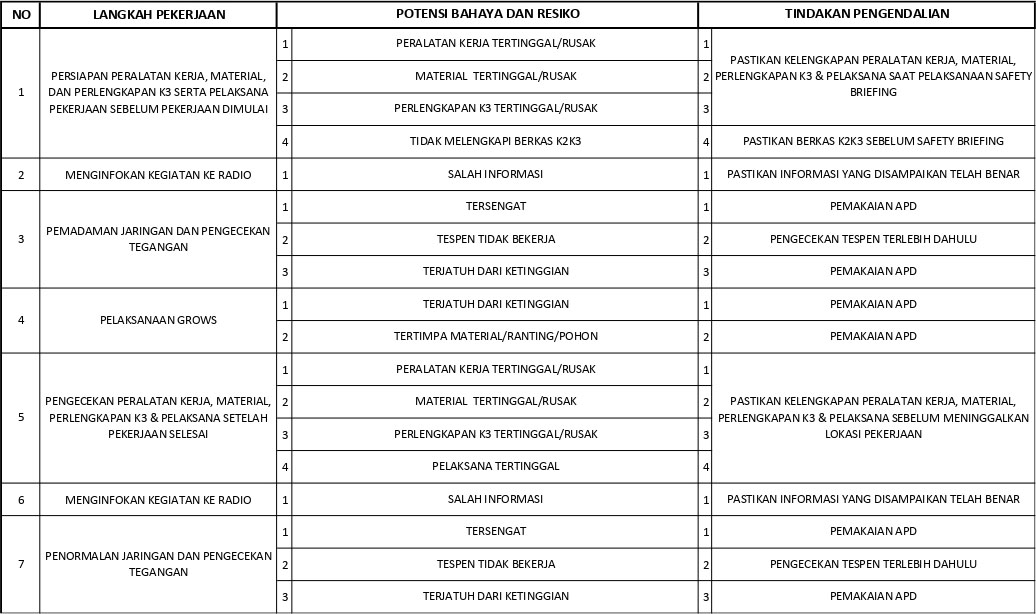 NO LANGKAH PEKERJAAN POTENSI BAHAYA DAN RESIKO TINDAKAN PENGENDALIAN
1 PERSIAPAN PERALATAN KERJA, MATERIAL,
DAN PERLENGKAPAN K3 SERTA PELAKSANA
PEKERJAAN SEBELUM PEKERJAAN DIMULAI
1 PERALATAN KERJA TERTINGGAL/RUSAK
2 MATERIAL TERTINGGAL/RUSAK
3 PERLENGKAPAN K3 TERTINGGAL/RUSAK
4 TIDAK MELENGKAPI BERKAS K2K3
1
2
3
PASTIKAN KELENGKAPAN PERALATAN KERJA, MATERIAL,
PERLENGKAPAN K3 & PELAKSANA SAAT PELAKSANAAN SAFETY
BRIEFING
4 PASTIKAN BERKAS K2K3 SEBELUM SAFETY BRIEFING
2 MENGINFOKAN KEGIATAN KE RADIO 1 SALAH INFORMASI 1 PASTIKAN INFORMASI YANG DISAMPAIKAN TELAH BENAR
3 PEMADAMAN JARINGAN DAN PENGECEKAN
TEGANGAN
1 TERSENGAT 1 PEMAKAIAN APD
2 TESPEN TIDAK BEKERJA 2 PENGECEKAN TESPEN TERLEBIH DAHULU
3 TERJATUH DARI KETINGGIAN 3 PEMAKAIAN APD
4 PELAKSANAAN GROWS
1 TERJATUH DARI KETINGGIAN 1 PEMAKAIAN APD
2 TERTIMPA MATERIAL/RANTING/POHON 2 PEMAKAIAN APD
5 PENGECEKAN PERALATAN KERJA, MATERIAL,
PERLENGKAPAN K3 & PELAKSANA SETELAH
PEKERJAAN SELESAI
1 PERALATAN KERJA TERTINGGAL/RUSAK
2 MATERIAL TERTINGGAL/RUSAK
3 PERLENGKAPAN K3 TERTINGGAL/RUSAK
4 PELAKSANA TERTINGGAL
1
2
3
4
PASTIKAN KELENGKAPAN PERALATAN KERJA, MATERIAL,
PERLENGKAPAN K3 & PELAKSANA SEBELUM MENINGGALKAN
LOKASI PEKERJAAN
6 MENGINFOKAN KEGIATAN KE RADIO 1 SALAH INFORMASI 1 PASTIKAN INFORMASI YANG DISAMPAIKAN TELAH BENAR
7 PENORMALAN JARINGAN DAN PENGECEKAN
TEGANGAN
1 TERSENGAT 1 PEMAKAIAN APD
2 TESPEN TIDAK BEKERJA 2 PENGECEKAN TESPEN TERLEBIH DAHULU
3 TERJATUH DARI KETINGGIAN 3 PEMAKAIAN APD